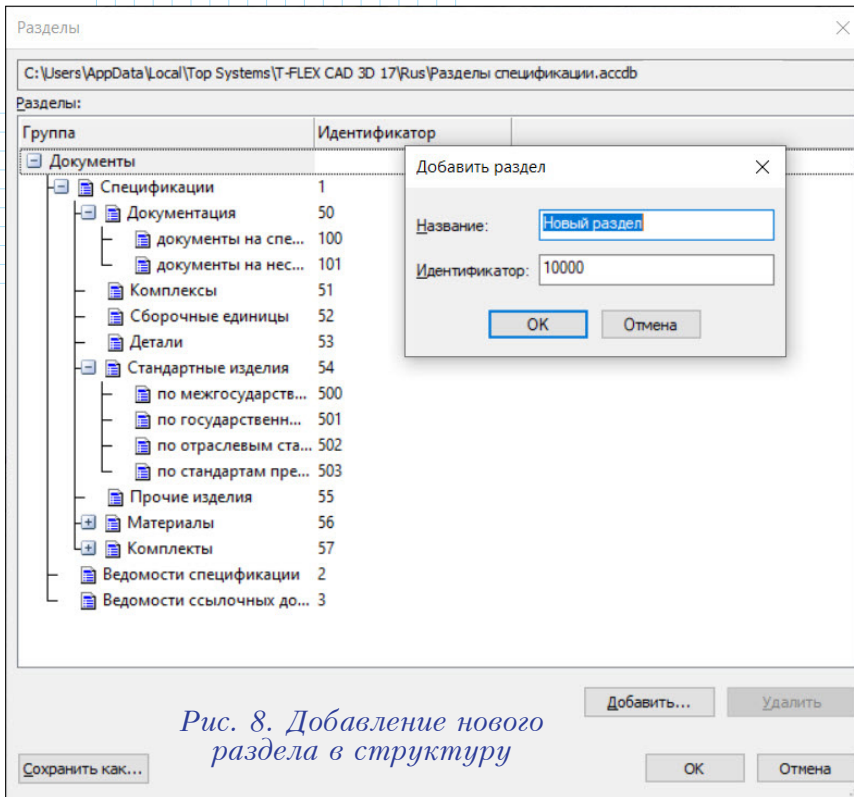 Разделы
C:\Users\AppData\Local\Top Systems\T-FLEX CAD 3D 17\Rus\Разделы спецификации.accdb
Разделы:
Группа Идентификатор
Документы
Спецификации 1
Документация 50
документы на спе... 100
документы на нес... 101
Комплексы 51
Сборочные единицы 52
Детали 53
Стандартные изделия 54
по межгосударств... 500
по государственн... 501
по отраслевым ста... 502
по стандартам пре... 503
Прочие изделия 55
Материалы 56
Комплекты 57
Ведомости спецификации 2
Ведомости ссылочных до... 3
Добавить раздел
Название: Новый раздел
Идентификатор: 10000
OK Отмена
Добавить... Удалить
Рис. 8. Добавление нового
раздела в структуру
Сохранить как... OK Отмена